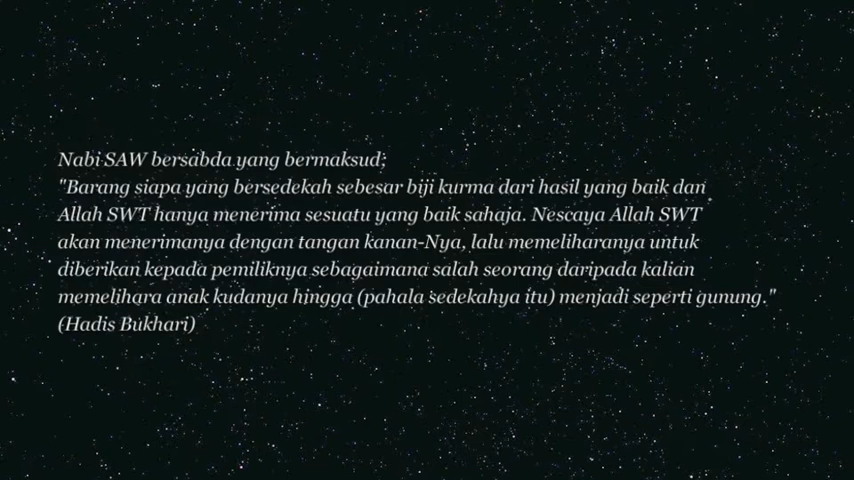 Nabi SAW bersabda yang bermaksud;
"Barang siapa yang bersedekah sebesar biji kurma dari hasil yang baik dan
Allah SWT hanya menerima sesuatu yang baik sahaja. Nescaya Allah SWT
akan menerimanya dengan tangan kanan-Nya, lalu memeliharanya untuk
diberikan kepada pemiliknya sebagaimana salah seorang daripada kalian
memelihara anak kudanya hingga (pahala sedekahya itu) menjadi seperti gunung."
(Hadis Bukhari)